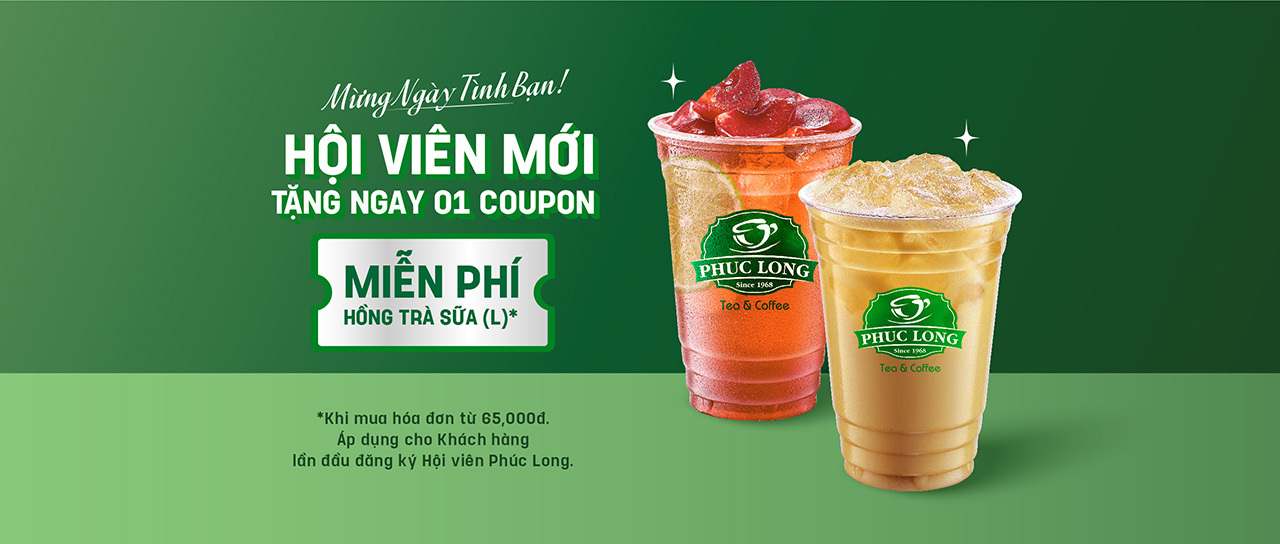 Mừng Ngày Tình Bạn!
HỘI VIÊN MỚI
TẶNG NGAY 01 COUPON
MIỄN PHÍ
HỒNG TRÀ SỮA (L)*
*Khi mua hóa đơn từ 65,000đ.
Áp dụng cho Khách hàng
lần đầu đăng ký Hội viên Phúc Long.
PHUC LONG
Since 1968
Tea & Coffee
PHUC LONG
Since 1968
Tea & Coffee